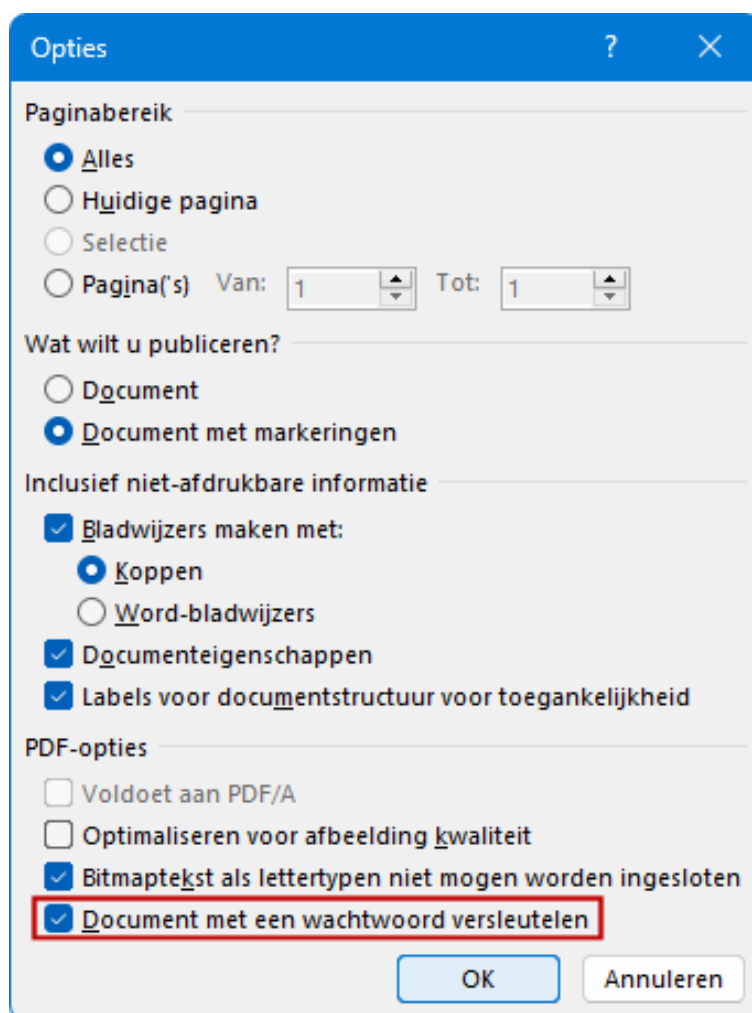 Opties ?
Paginabereik
Alles
Huidige pagina
Selectie
Pagina('s) Van: 1 Tot: 1
Wat wilt u publiceren?
Document
Document met markeringen
Inclusief niet-afdrukbare informatie
Bladwijzers maken met:
Koppen
Word-bladwijzers
Documenteigenschappen
Labels voor documentstructuur voor toegankelijkheid
PDF-opties
Voldoet aan PDF/A
Optimaliseren voor afbeelding kwaliteit
Bitmaptekst als lettertypen niet mogen worden ingesloten
Document met een wachtwoord versleutelen
OK Annuleren